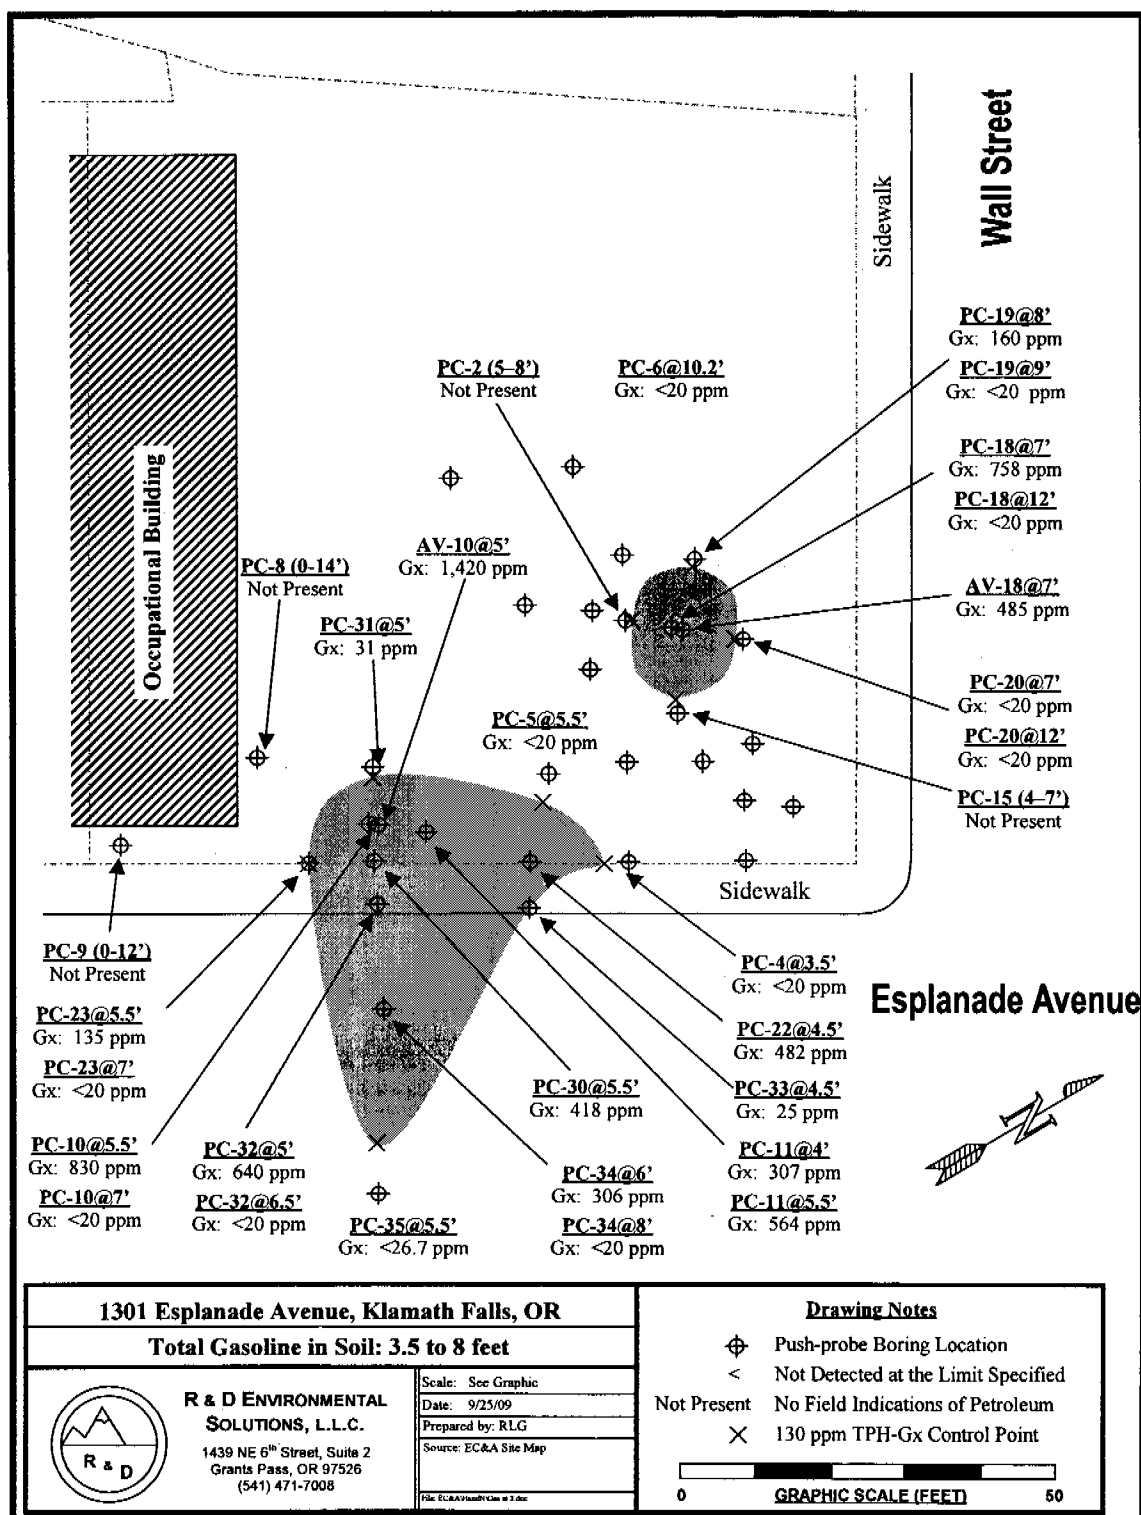 Wall Street
Sidewalk
PC-19@8'
Gx: 160 ppm
PC-19@9'
Gx: <20 ppm
PC-2 (5–8')
Not Present
PC-6@10.2'
Gx: <20 ppm
PC-18@7'
Gx: 758 ppm
PC-18@12'
Gx: <20 ppm
Occupational Building
AV-10@5'
Gx: 1,420 ppm
PC-8 (0-14')
Not Present
AV-18@7'
Gx: 485 ppm
PC-31@5'
Gx: 31 ppm
PC-20@7'
Gx: <20 ppm
PC-20@12'
Gx: <20 ppm
PC-5@5.5'
Gx: <20 ppm
PC-15 (4–7')
Not Present
Sidewalk
PC-9 (0-12')
Not Present
PC-4@3.5'
Gx: <20 ppm
Esplanade Avenue
PC-23@5.5'
Gx: 135 ppm
PC-23@7'
Gx: <20 ppm
PC-22@4.5'
Gx: 482 ppm
PC-30@5.5'
Gx: 418 ppm
PC-33@4.5'
Gx: 25 ppm
N
PC-10@5.5'
Gx: 830 ppm
PC-10@7'
Gx: <20 ppm
PC-32@5'
Gx: 640 ppm
PC-32@6.5'
Gx: <20 ppm
PC-11@4'
Gx: 307 ppm
PC-11@5.5'
Gx: 564 ppm
PC-34@6'
Gx: 306 ppm
PC-34@8'
Gx: <20 ppm
PC-35@5.5'
Gx: <26.7 ppm
1301 Esplanade Avenue, Klamath Falls, OR
Total Gasoline in Soil: 3.5 to 8 feet
R & D
R & D ENVIRONMENTAL
SOLUTIONS, L.L.C.
1439 NE 6th Street, Suite 2
Grants Pass, OR 97526
(541) 471-7008
Scale: See Graphic
Date: 9/25/09
Prepared by: RLG
Source: EC&A Site Map
Drawing Notes
Push-probe Boring Location
< Not Detected at the Limit Specified
Not Present No Field Indications of Petroleum
X 130 ppm TPH-Gx Control Point
0 GRAPHIC SCALE (FEET) 50